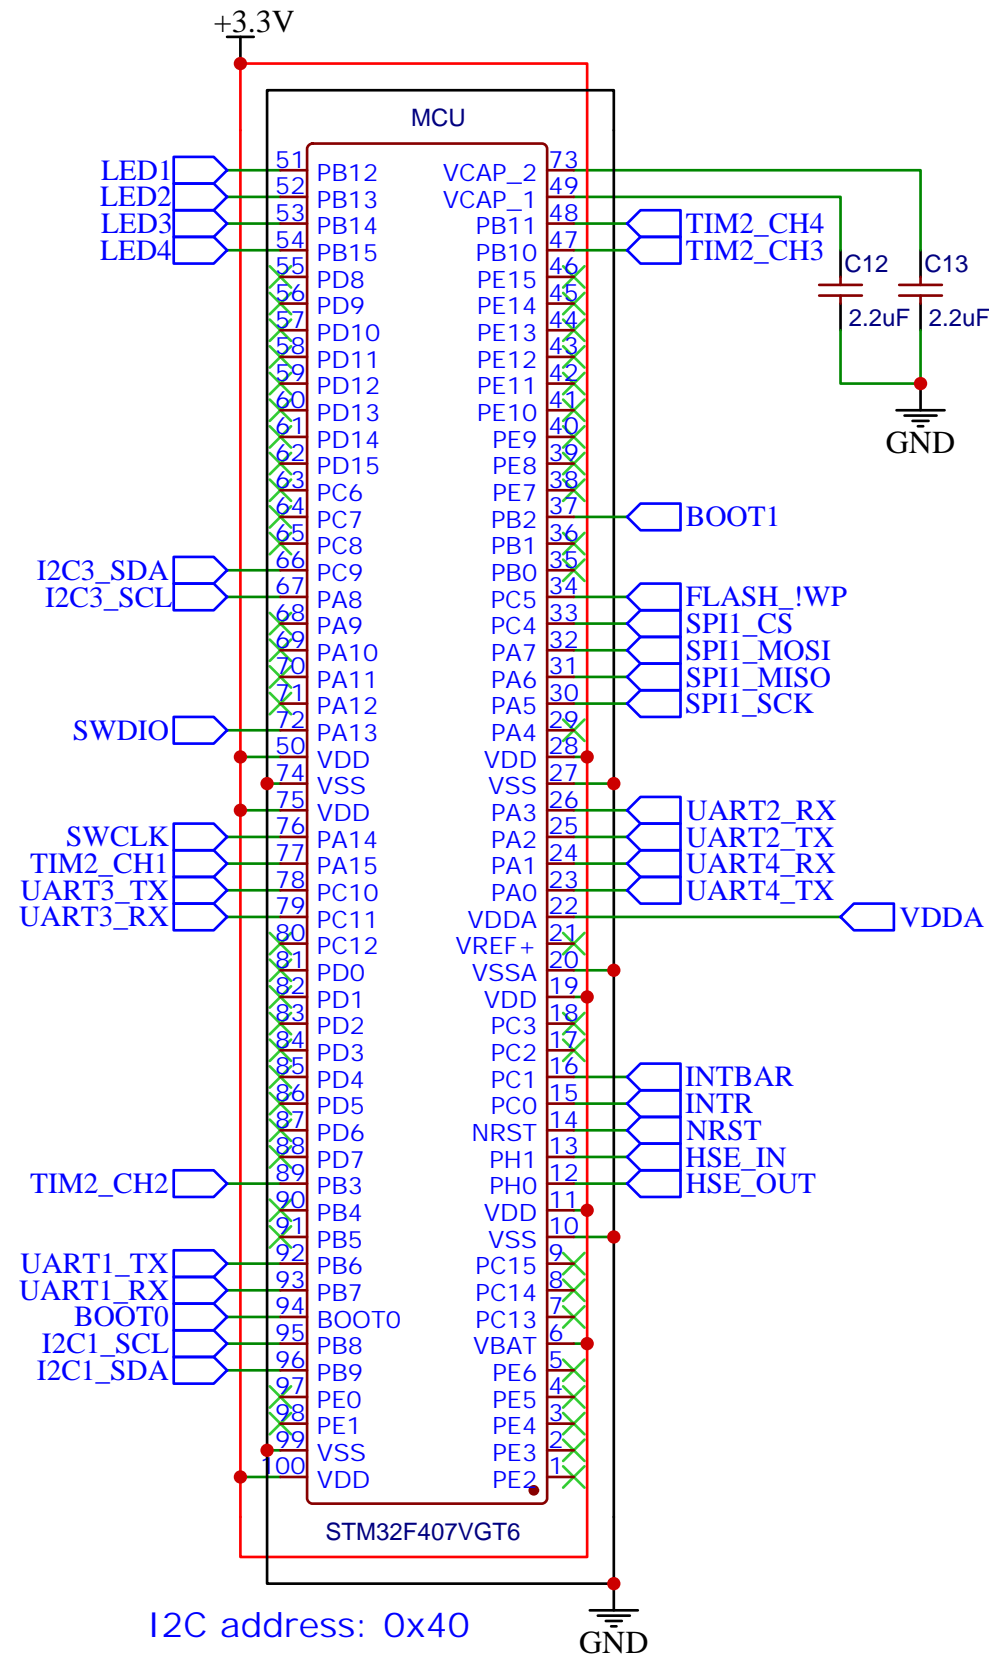 +3.3V
MCU
LED1 51 PB12 VCAP_2 73
LED2 52 PB13 VCAP_1 49
LED3 53 PB14 PB11 48 TIM2_CH4
LED4 54 PB15 PB10 47 TIM2_CH3
55 PD8 PE15 46
C12 C13
56 PD9 PE14 45
2.2uF 2.2uF
57 PD10 PE13 44
58 PD11 PE12 43
59 PD12 PE11 42
60 PD13 PE10 41
61 PD14 PE9 40
GND
62 PD15 PE8 39
63 PC6 PE7 38
64 PC7 PB2 37 BOOT1
65 PC8 PB1 36
I2C3_SDA 66 PC9 PB0 35
I2C3_SCL 67 PA8 PC5 34 FLASH_!WP
68 PA9 PC4 33 SPI1_CS
69 PA10 PA7 32 SPI1_MOSI
70 PA11 PA6 31 SPI1_MISO
71 PA12 PA5 30 SPI1_SCK
SWDIO 72 PA13 PA4 29
50 VDD VDD 28
74 VSS VSS 27
75 VDD PA3 26 UART2_RX
SWCLK 76 PA14 PA2 25 UART2_TX
TIM2_CH1 77 PA15 PA1 24 UART4_RX
UART3_TX 78 PC10 PA0 23 UART4_TX
UART3_RX 79 PC11 VDDA 22 VDDA
80 PC12 VREF+ 21
81 PD0 VSSA 20
82 PD1 VDD 19
83 PD2 PC3 18
84 PD3 PC2 17
85 PD4 PC1 16 INTBAR
86 PD5 PC0 15 INTR
87 PD6 NRST 14 NRST
88 PD7 PH1 13 HSE_IN
TIM2_CH2 89 PB3 PH0 12 HSE_OUT
90 PB4 VDD 11
91 PB5 VSS 10
UART1_TX 92 PB6 PC15 9
UART1_RX 93 PB7 PC14 8
BOOT0 94 BOOT0 PC13 7
I2C1_SCL 95 PB8 VBAT 6
I2C1_SDA 96 PB9 PE6 5
97 PE0 PE5 4
98 PE1 PE4 3
99 VSS PE3 2
100 VDD PE2 1
STM32F407VGT6
I2C address: 0x40
GND